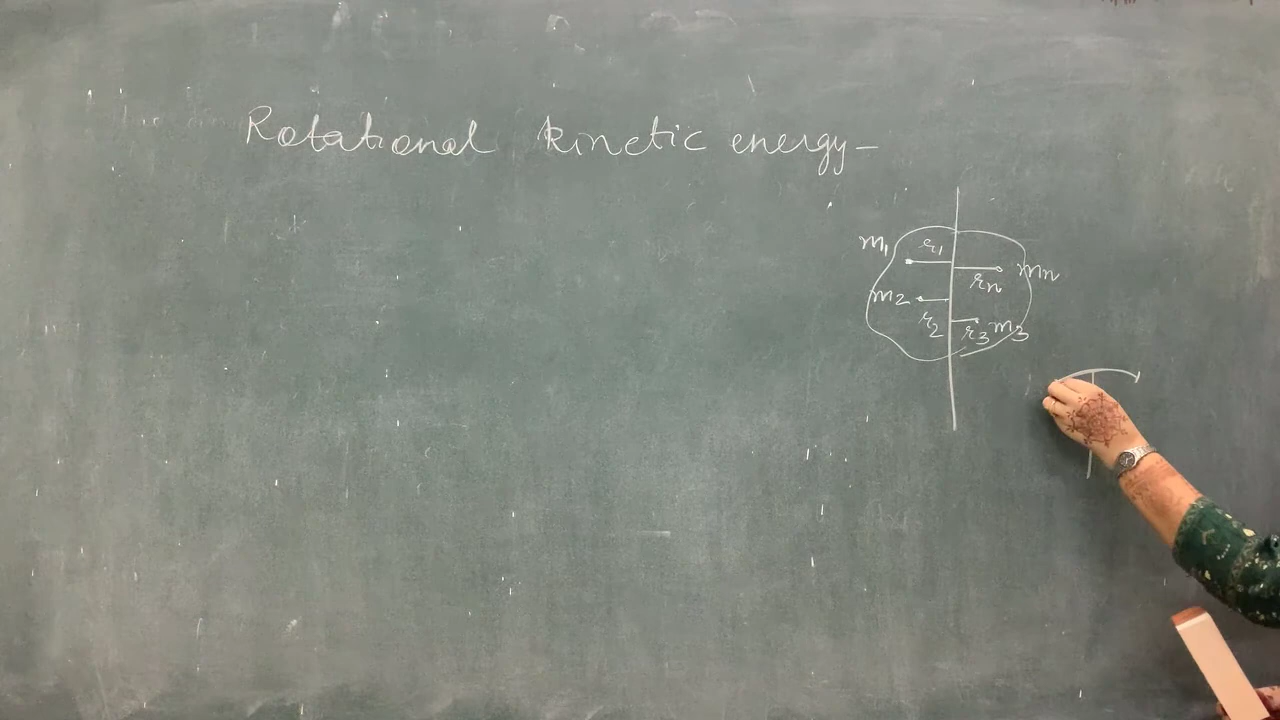 Rotational kinetic energy-
m1 r1
mn
rn
m2
r2 r3 m3